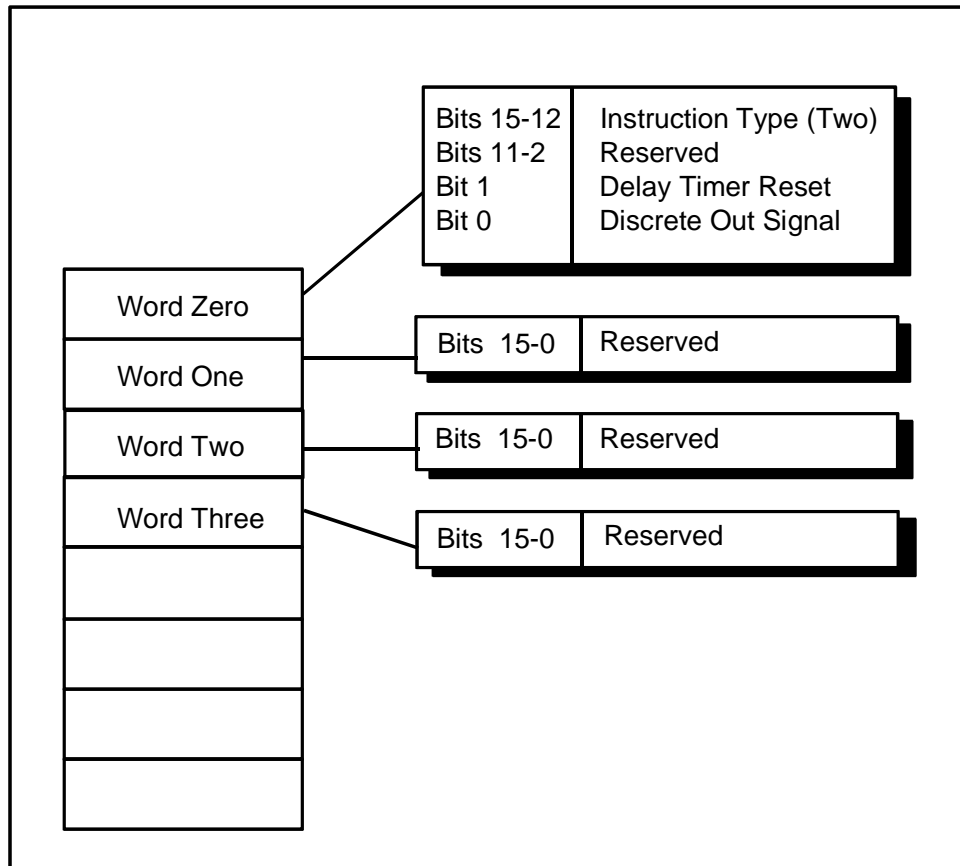 Bits 15-12 Instruction Type (Two)
Bits 11-2 Reserved
Bit 1 Delay Timer Reset
Bit 0 Discrete Out Signal
Word Zero
Bits 15-0 Reserved
Word One
Bits 15-0 Reserved
Word Two
Word Three
Bits 15-0 Reserved